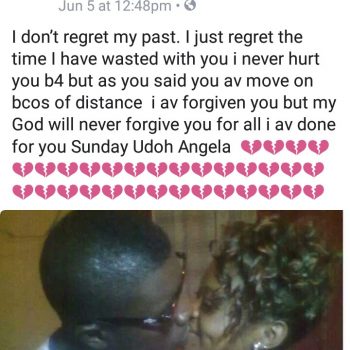 Jun 5 at 12:48pm •
I don't regret my past. I just regret the
time I have wasted with you i never hurt
you b4 but as you said you av move on
bcos of distance  i av forgiven you but my
God will never forgive you for all i av done
for you Sunday Udoh Angela 💔💔💔💔
💔💔💔💔💔💔💔💔💔💔💔💔💔💔💔💔💔
💔💔💔💔💔💔💔💔💔💔💔💔💔💔💔💔💔